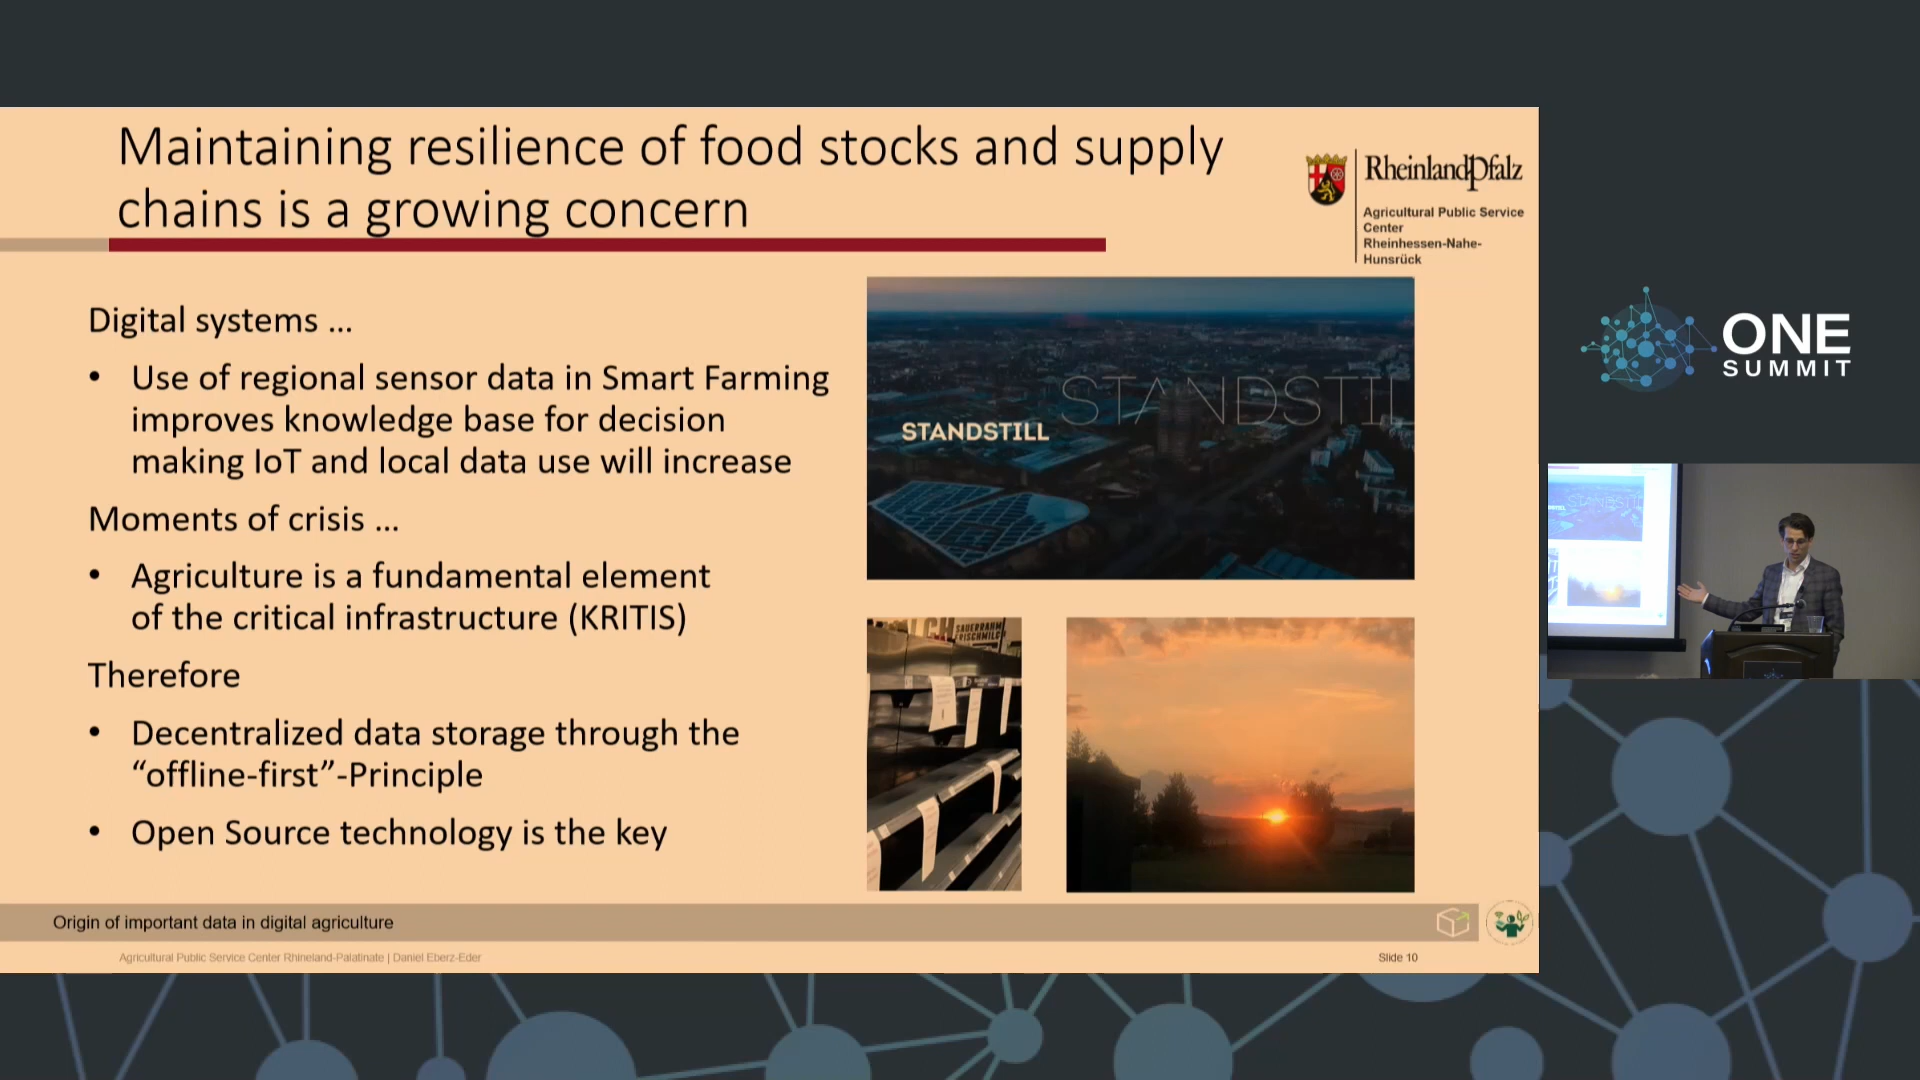 Maintaining resilience of food stocks and supply
chains is a growing concern
RheinlandPfalz
Agricultural Public Service
Center
Rheinhessen-Nahe-
Hunsrück
Digital systems ...
• Use of regional sensor data in Smart Farming
improves knowledge base for decision
making IoT and local data use will increase
Moments of crisis ...
• Agriculture is a fundamental element
of the critical infrastructure (KRITIS)
Therefore
• Decentralized data storage through the
“offline-first”-Principle
• Open Source technology is the key
STANDSTILL
STANDSTIL
SAUERRAHM
FRISCHMILCH
Origin of important data in digital agriculture
Agricultural Public Service Center Rhineland-Palatinate | Daniel Eberz-Eder
Slide 10
ONE
SUMMIT